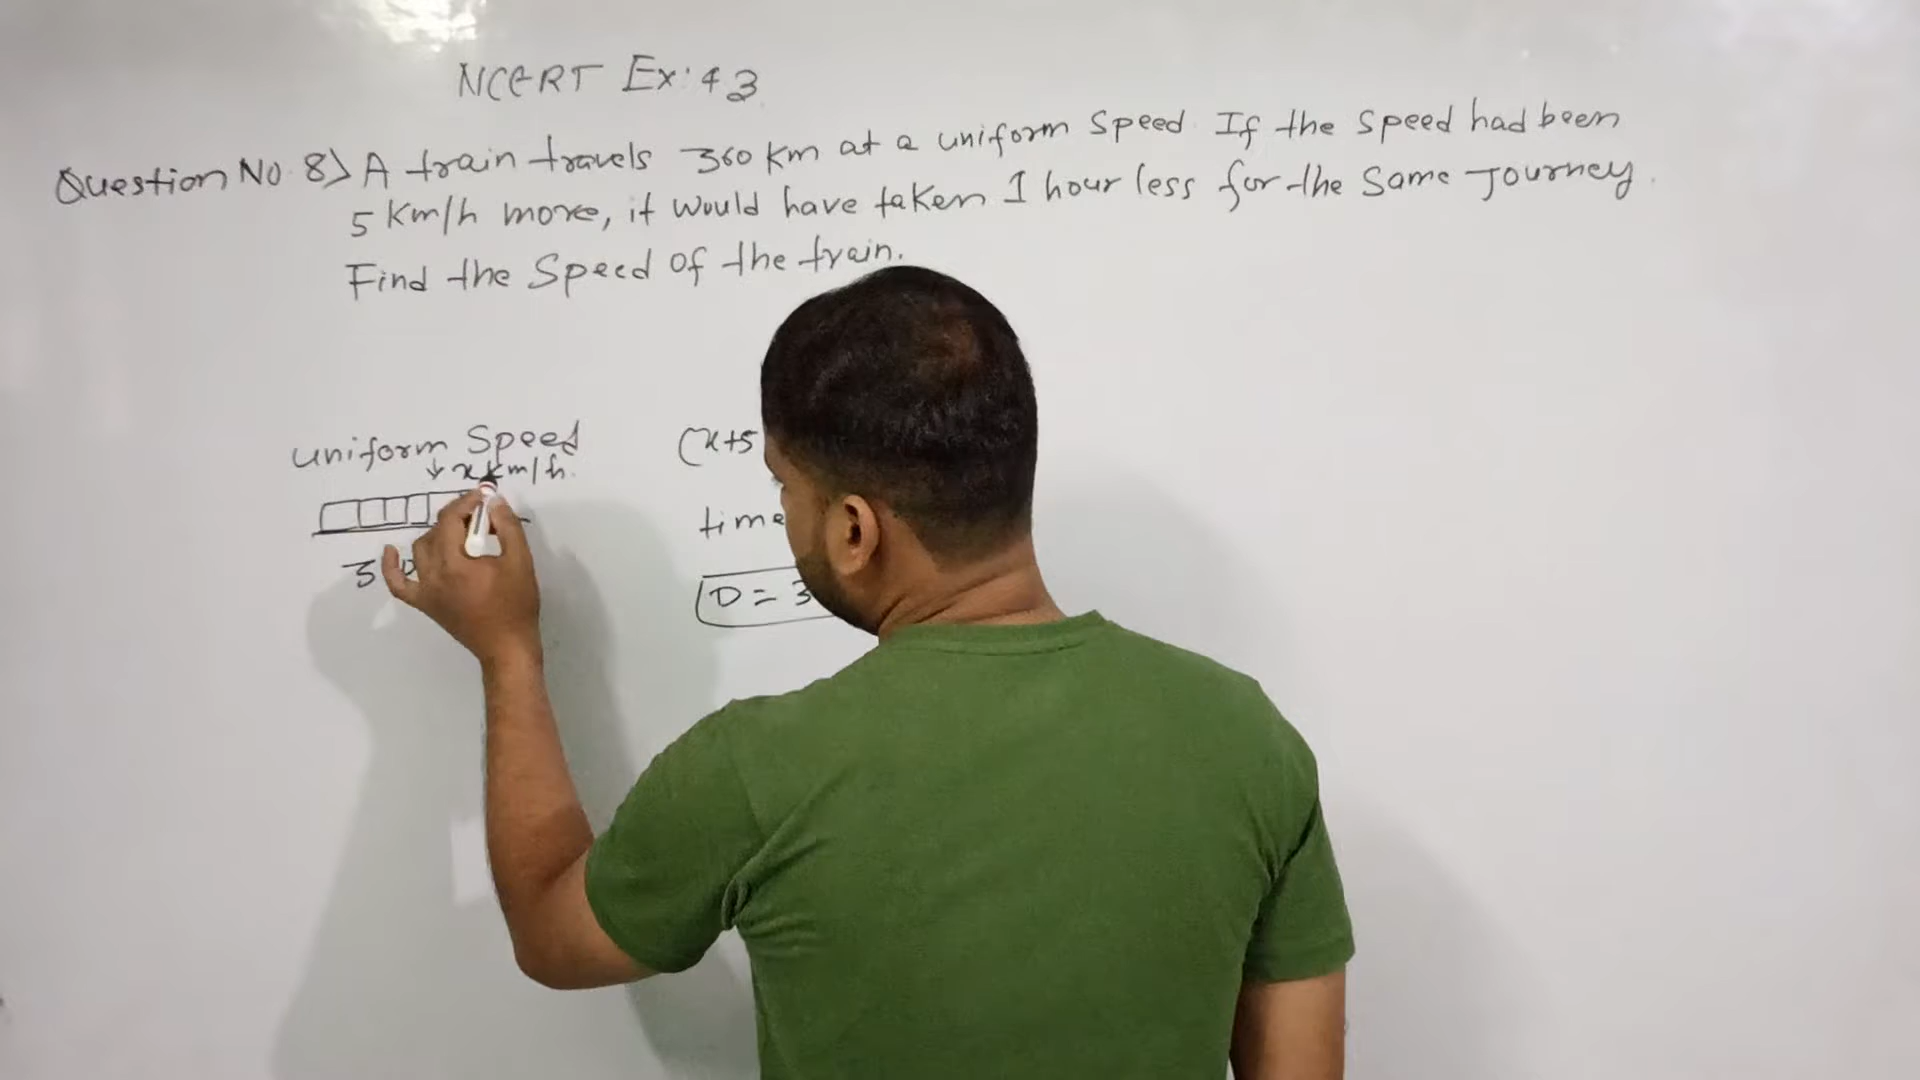 NCERT Ex: 4.3
Question No. 8) A train travels 360 Km at a uniform speed. If the speed had been
5 Km/h more, it would have taken 1 hour less for the same Journey.
Find the Speed of the train.
uniform Speed
↓ x Km/h.
(x+5
time
D = 3